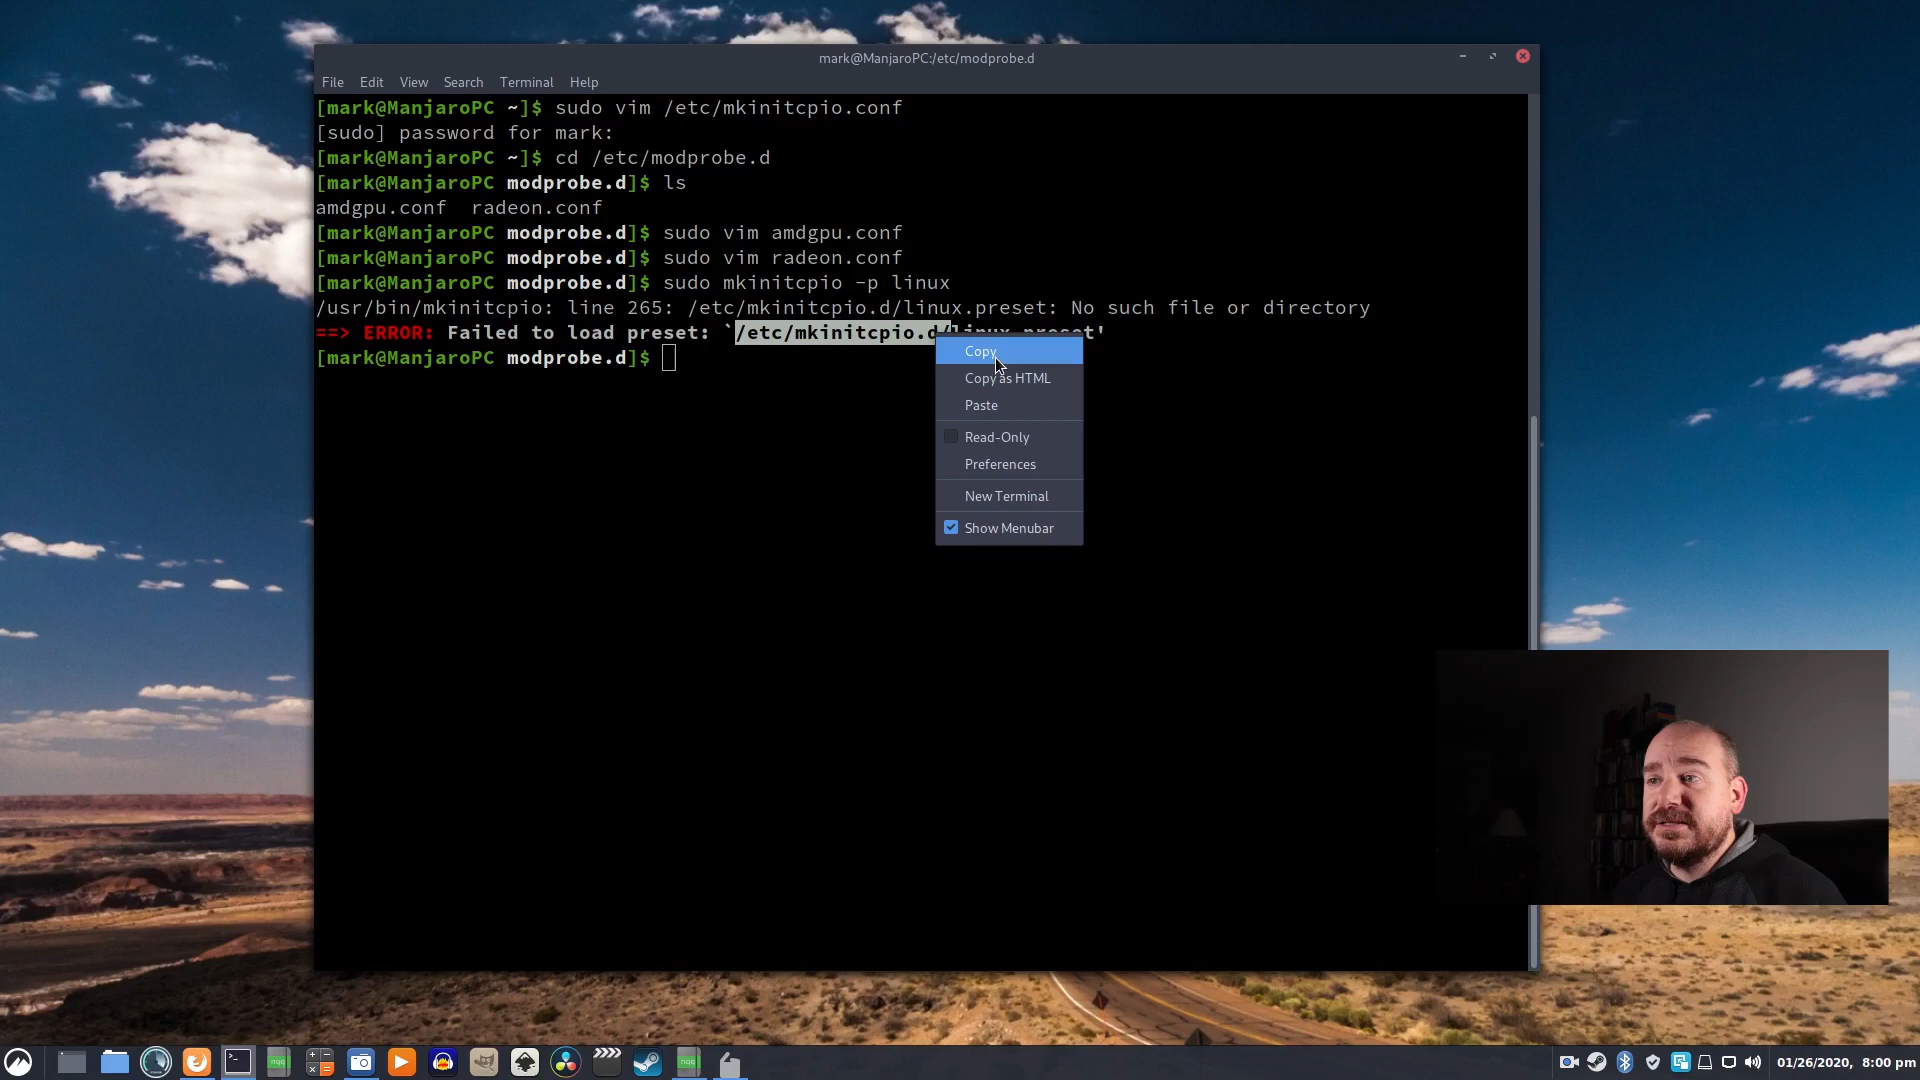 mark@ManjaroPC:/etc/modprobe.d
File Edit View Search Terminal Help
[mark@ManjaroPC ~]$ sudo vim /etc/mkinitcpio.conf
[sudo] password for mark:
[mark@ManjaroPC ~]$ cd /etc/modprobe.d
[mark@ManjaroPC modprobe.d]$ ls
amdgpu.conf  radeon.conf
[mark@ManjaroPC modprobe.d]$ sudo vim amdgpu.conf
[mark@ManjaroPC modprobe.d]$ sudo vim radeon.conf
[mark@ManjaroPC modprobe.d]$ sudo mkinitcpio -p linux
/usr/bin/mkinitcpio: line 265: /etc/mkinitcpio.d/linux.preset: No such file or directory
==> ERROR: Failed to load preset: `/etc/mkinitcpio.d/linux.preset'
[mark@ManjaroPC modprobe.d]$
Copy
Copy as HTML
Paste
Read-Only
Preferences
New Terminal
Show Menubar
nqq
nqq
01/26/2020, 8:00 pm